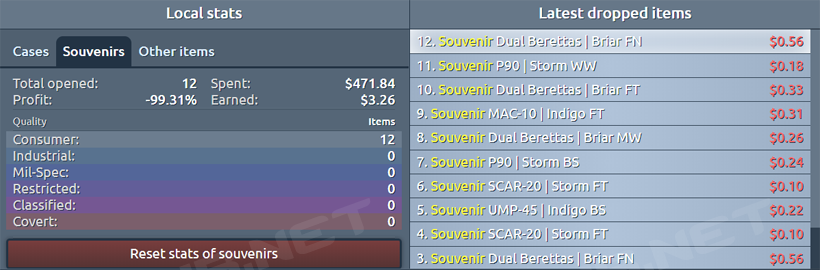 Local stats
Cases Souvenirs Other items
Total opened: 12 Spent: $471.84
Profit: -99.31% Earned: $3.26
Quality Items
Consumer: 12
Industrial: 0
Mil-Spec: 0
Restricted: 0
Classified: 0
Covert: 0
Reset stats of souvenirs
Latest dropped items
12. Souvenir Dual Berettas | Briar FN $0.56
11. Souvenir P90 | Storm WW $0.18
10. Souvenir Dual Berettas | Briar FT $0.33
9. Souvenir MAC-10 | Indigo FT $0.31
8. Souvenir Dual Berettas | Briar MW $0.26
7. Souvenir P90 | Storm BS $0.24
6. Souvenir SCAR-20 | Storm FT $0.10
5. Souvenir UMP-45 | Indigo BS $0.22
4. Souvenir SCAR-20 | Storm FT $0.10
3. Souvenir Dual Berettas | Briar FN $0.56